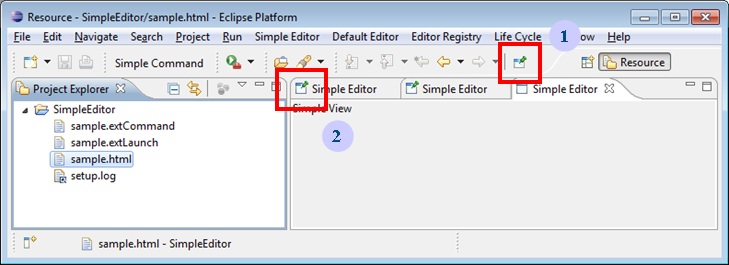 Resource - SimpleEditor/sample.html - Eclipse Platform
File Edit Navigate Search Project Run Simple Editor Default Editor Editor Registry Life Cycle ow Help
1
Simple Command
Resource
Project Explorer
Simple Editor
Simple Editor
Simple Editor
SimpleEditor
sample.extCommand
sample.extLaunch
sample.html
setup.log
Simple View
2
sample.html - SimpleEditor